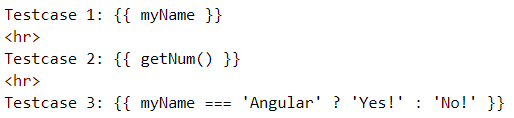 Testcase 1: {{ myName }}
<hr>
Testcase 2: {{ getNum() }}
<hr>
Testcase 3: {{ myName === 'Angular' ? 'Yes!' : 'No!' }}